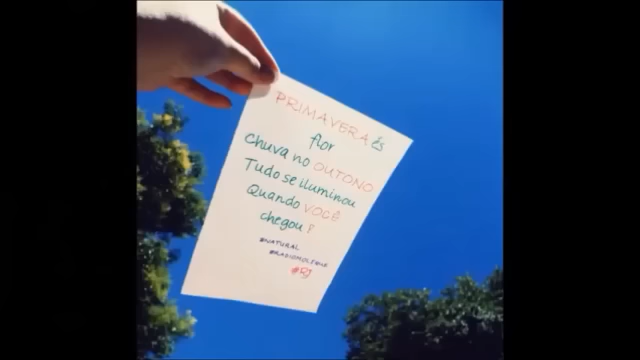 PRIMAVERA és
flor
Chuva no OUTONO
Tudo se iluminou
Quando VOCÊ
chegou!
#NATURAL
#RJ